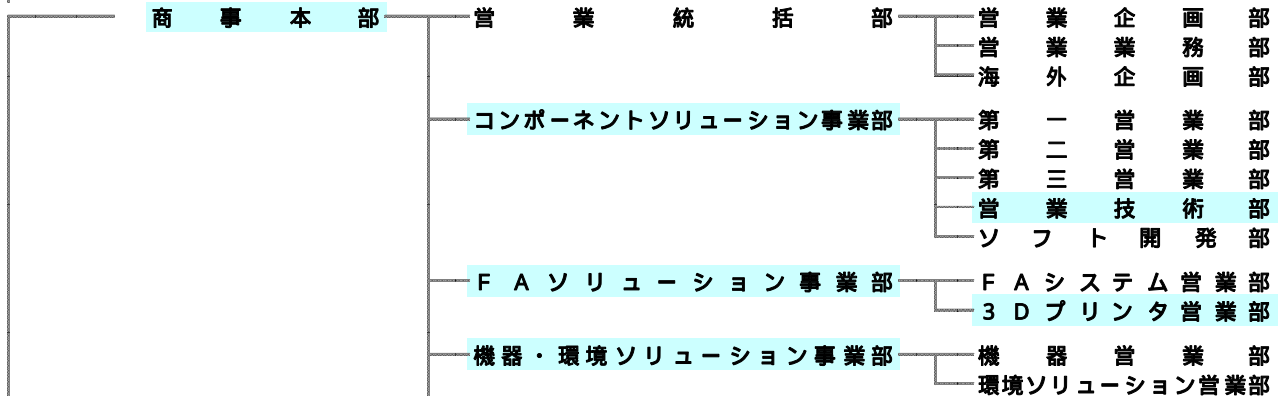 商事本部 営業統括部 営業企画部
営業業務部
海外企画部
コンポーネントソリューション事業部 第一営業部
第二営業部
第三営業部
営業技術部
ソフト開発部
FAソリューション事業部 FAシステム営業部
3Dプリンタ営業部
機器・環境ソリューション事業部 機器営業部
環境ソリューション営業部